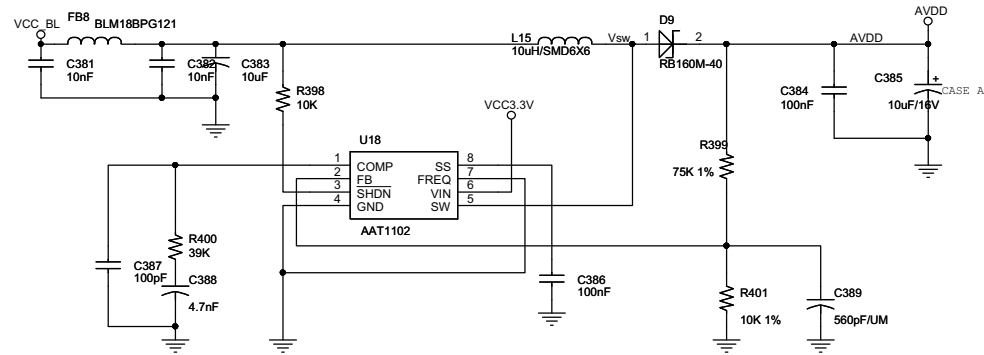 VCC_BL
FB8
BLM18BPG121
C381
10nF
C382
10nF
C383
10uF
R398
10K
L15
10uH/SMD6X6
Vsw
D9
1
2
RB160M-40
AVDD
AVDD
C384
100nF
C385
+
10uF/16V
CASE A
VCC3.3V
U18
1
2
3
4
COMP
FB
SHDN
GND
SS
FREQ
VIN
SW
8
7
6
5
AAT1102
R399
75K 1%
R400
39K
C387
100pF
C388
4.7nF
C386
100nF
R401
10K 1%
C389
560pF/UM